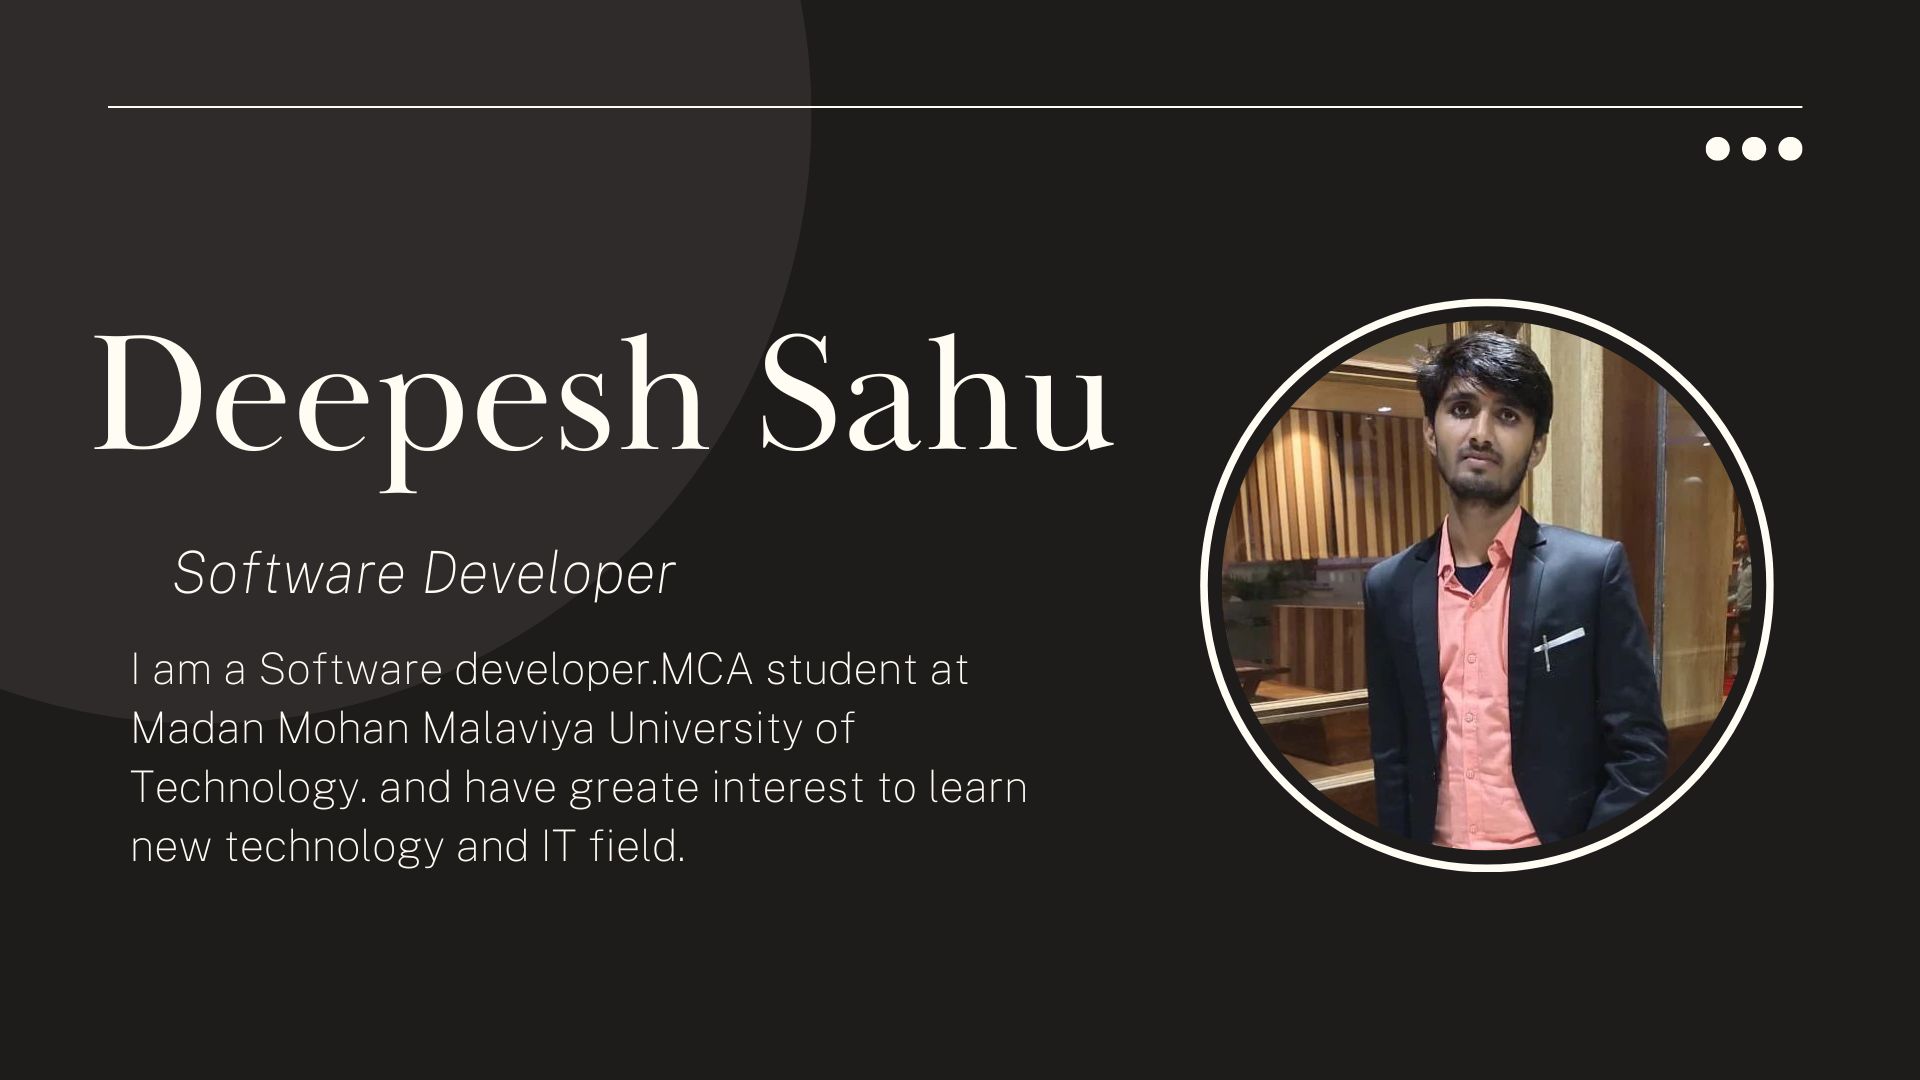 Deepesh Sahu
Software Developer
I am a Software developer.MCA student at
Madan Mohan Malaviya University of
Technology. and have greate interest to learn
new technology and IT field.